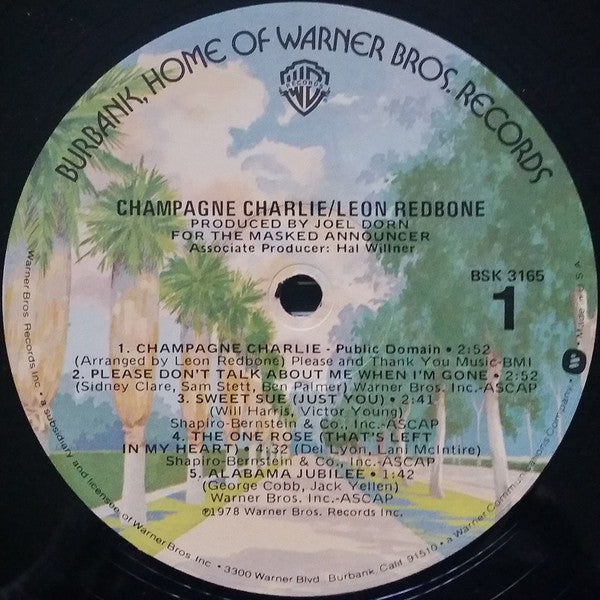 BURBANK, HOME OF WARNER BROS. RECORDS
WB
RECORDS
CHAMPAGNE CHARLIE/LEON REDBONE
PRODUCED BY JOEL DORN
FOR THE MASKED ANNOUNCER
Associate Producer: Hal Willner
BSK 3165
1
1. CHAMPAGNE CHARLIE - Public Domain • 2:52
(Arranged by Leon Redbone) Please and Thank You Music-BMI
2. PLEASE DON'T TALK ABOUT ME WHEN I'M GONE • 2:52
(Sidney Clare, Sam Stett, Ben Palmer) Warner Bros. Inc.-ASCAP
3. SWEET SUE (JUST YOU) • 2:41
(Will Harris, Victor Young)
Shapiro-Bernstein & Co., Inc.-ASCAP
4. THE ONE ROSE (THAT'S LEFT
IN MY HEART) • 4:32 (Del Lyon, Lani McIntire)
Shapiro-Bernstein & Co., Inc.-ASCAP
5. ALABAMA JUBILEE • 1:42
(George Cobb, Jack Yellen)
Warner Bros. Inc.-ASCAP
℗1978 Warner Bros. Records Inc.
Warner Bros. Records Inc. • a subsidiary and licensee of Warner Bros. Inc. • 3300 Warner Blvd. Burbank, Calif. 91510 • a Warner Communications Company • Made in U.S.A.